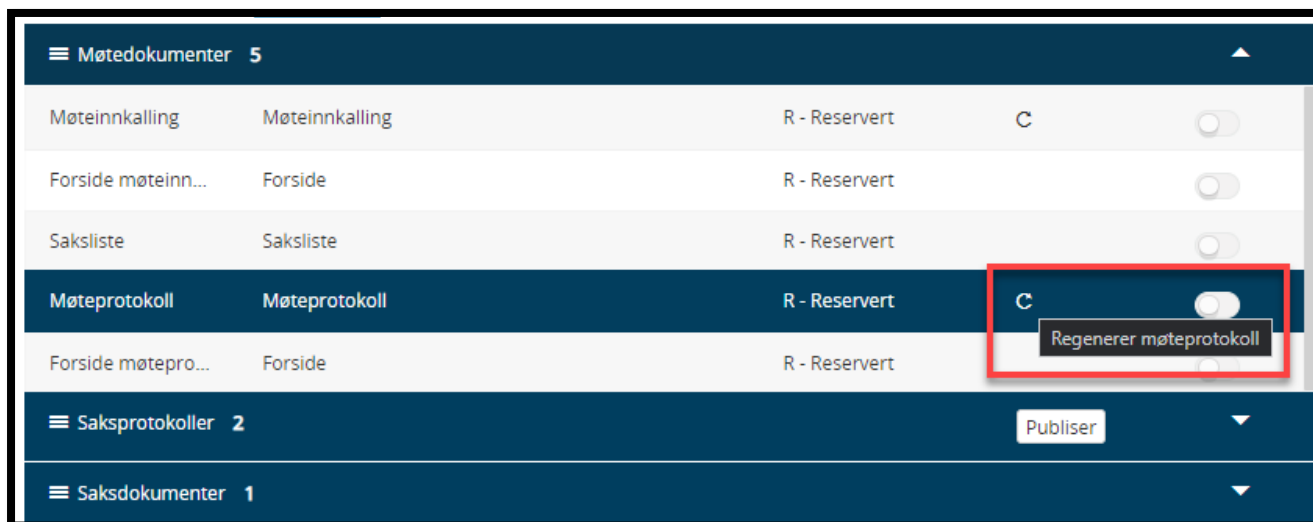 Møtedokumenter 5
Møteinnkalling Møteinnkalling R - Reservert
Forside møteinn... Forside R - Reservert
Saksliste Saksliste R - Reservert
Møteprotokoll Møteprotokoll R - Reservert
Regenerer møteprotokoll
Forside møtepro... Forside R - Reservert
Saksprotokoller 2 Publiser
Saksdokumenter 1